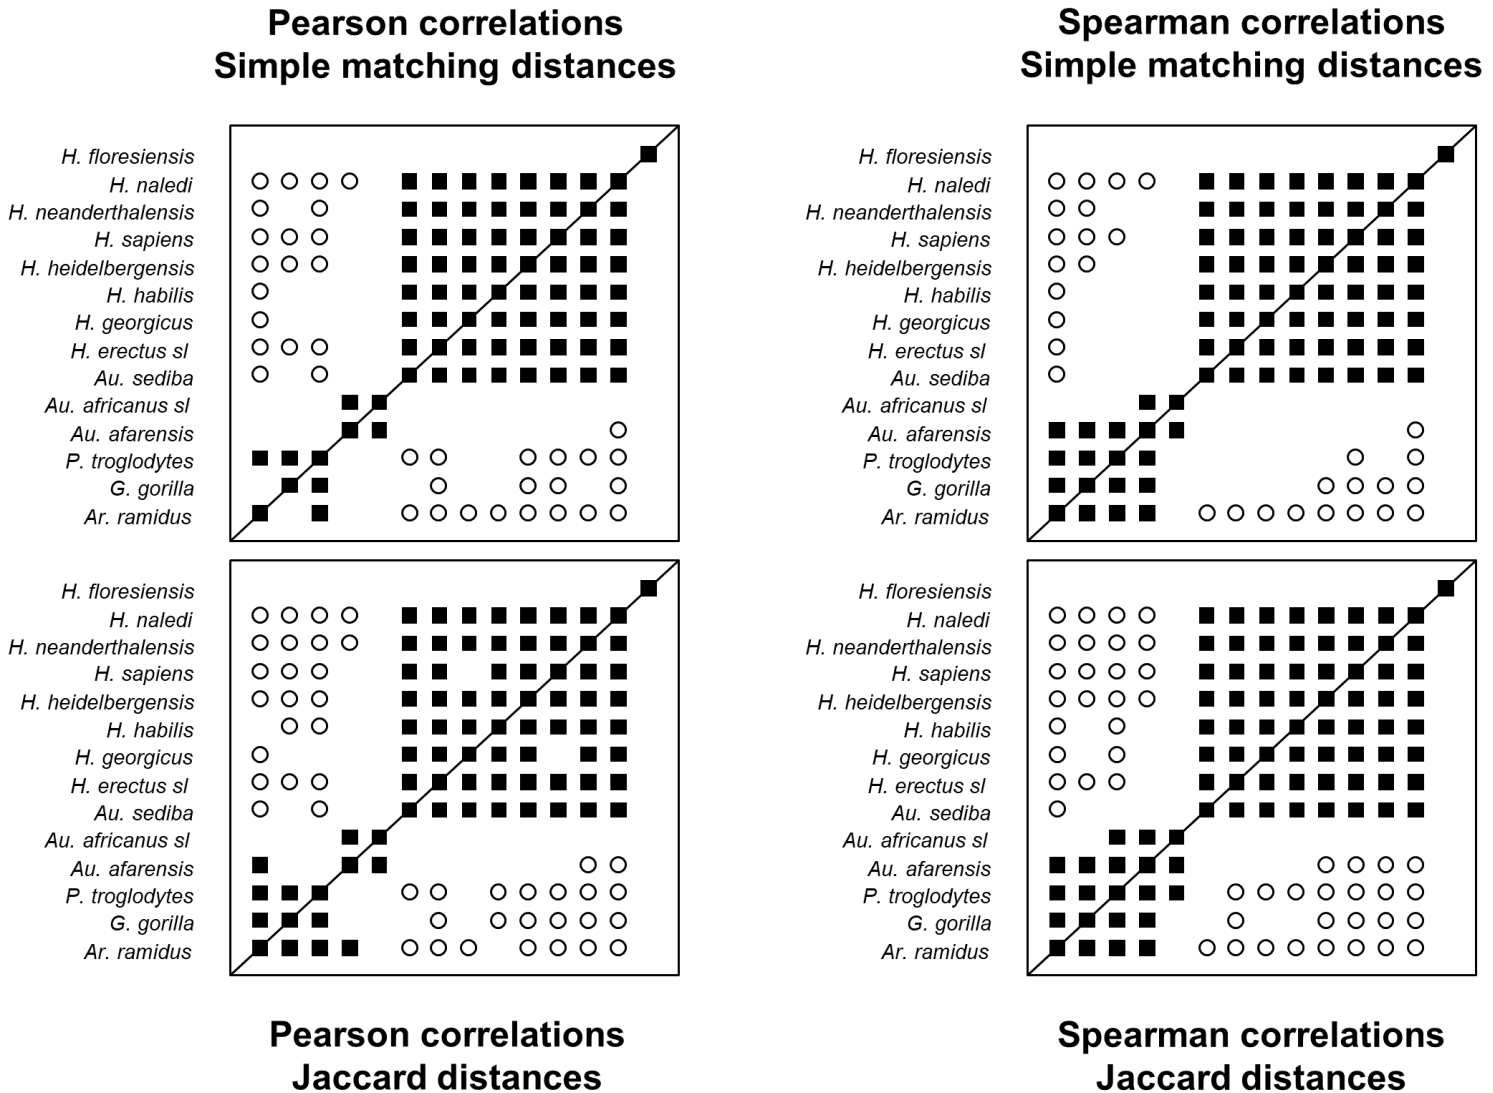 Pearson correlations
Simple matching distances
Spearman correlations
Simple matching distances
H. floresiensis
H. naledi
H. neanderthalensis
H. sapiens
H. heidelbergensis
H. habilis
H. georgicus
H. erectus sl
Au. sediba
Au. africanus sl
Au. afarensis
P. troglodytes
G. gorilla
Ar. ramidus
H. floresiensis
H. naledi
H. neanderthalensis
H. sapiens
H. heidelbergensis
H. habilis
H. georgicus
H. erectus sl
Au. sediba
Au. africanus sl
Au. afarensis
P. troglodytes
G. gorilla
Ar. ramidus
H. floresiensis
H. naledi
H. neanderthalensis
H. sapiens
H. heidelbergensis
H. habilis
H. georgicus
H. erectus sl
Au. sediba
Au. africanus sl
Au. afarensis
P. troglodytes
G. gorilla
Ar. ramidus
H. floresiensis
H. naledi
H. neanderthalensis
H. sapiens
H. heidelbergensis
H. habilis
H. georgicus
H. erectus sl
Au. sediba
Au. africanus sl
Au. afarensis
P. troglodytes
G. gorilla
Ar. ramidus
Pearson correlations
Jaccard distances
Spearman correlations
Jaccard distances